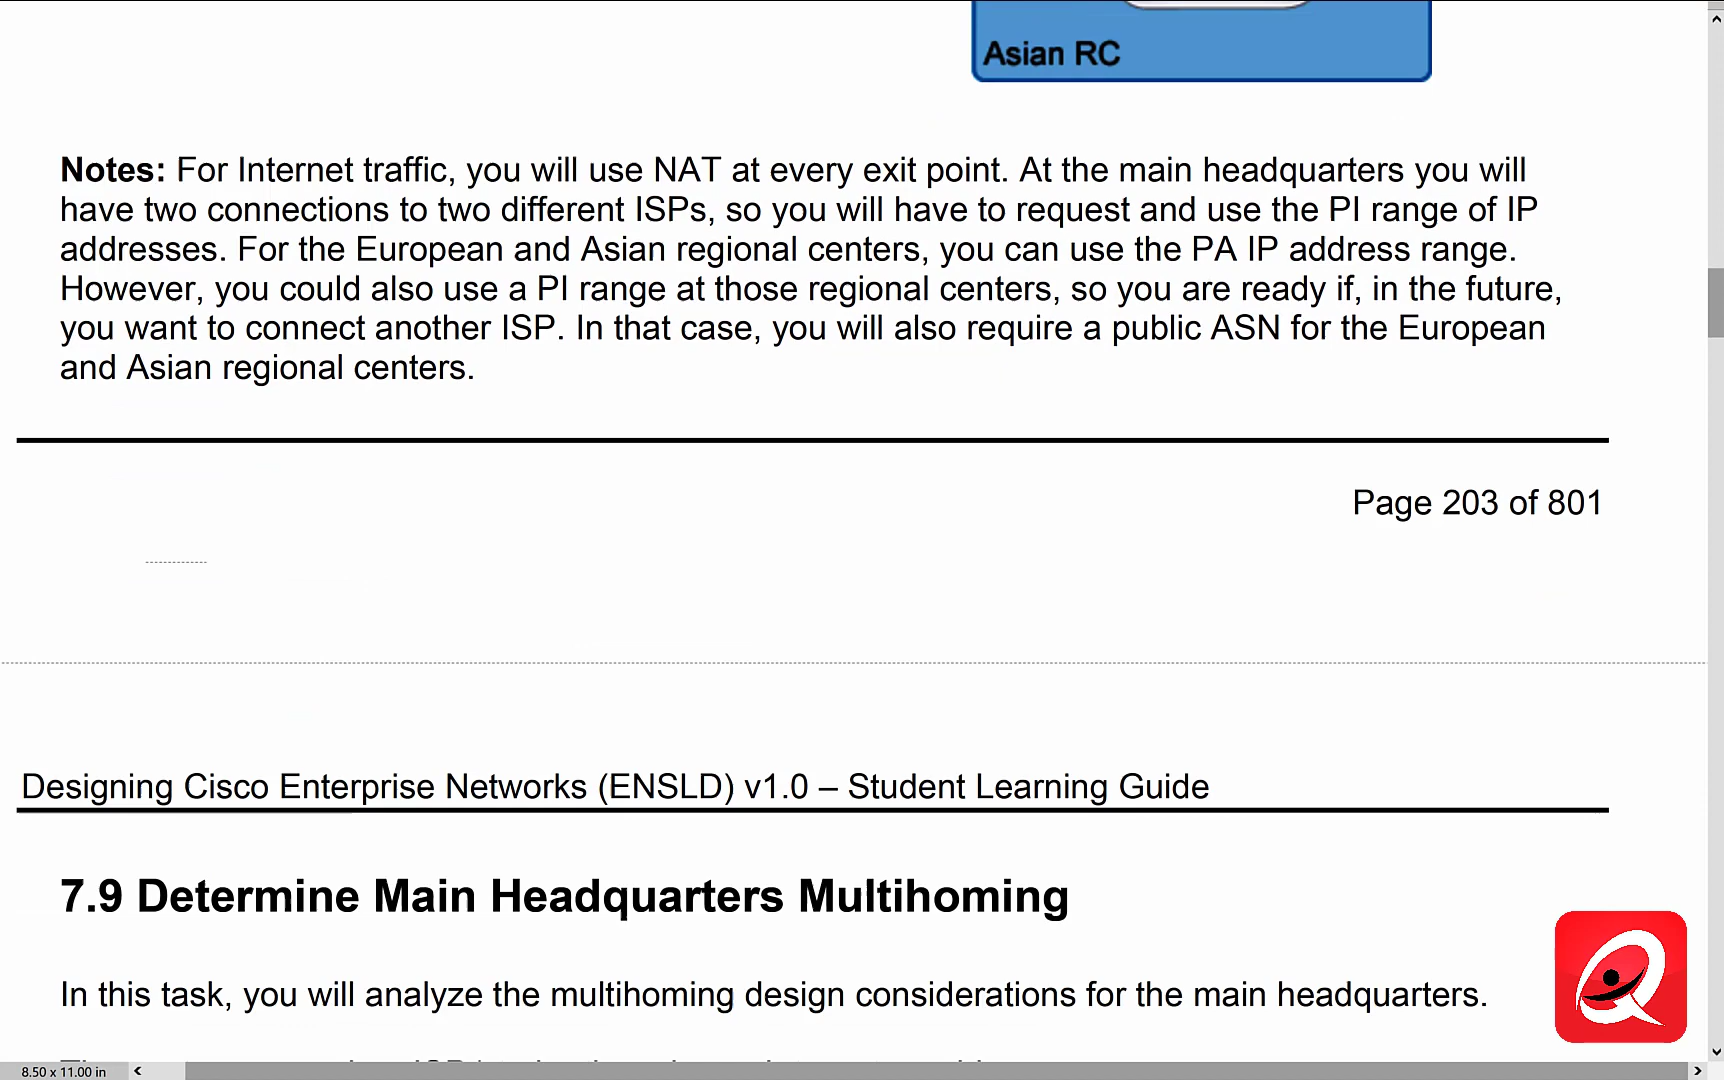 Asian RC
Notes: For Internet traffic, you will use NAT at every exit point. At the main headquarters you will
have two connections to two different ISPs, so you will have to request and use the PI range of IP
addresses. For the European and Asian regional centers, you can use the PA IP address range.
However, you could also use a PI range at those regional centers, so you are ready if, in the future,
you want to connect another ISP. In that case, you will also require a public ASN for the European
and Asian regional centers.
Page 203 of 801
Designing Cisco Enterprise Networks (ENSLD) v1.0 – Student Learning Guide
7.9 Determine Main Headquarters Multihoming
In this task, you will analyze the multihoming design considerations for the main headquarters.
8.50 x 11.00 in